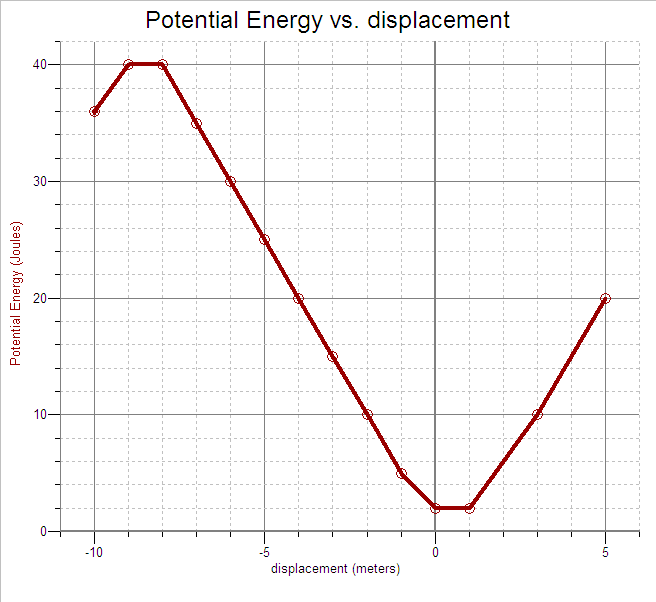 Potential Energy vs. displacement
40
30
20
10
0
Potential Energy (Joules)
-10 -5 0 5
displacement (meters)